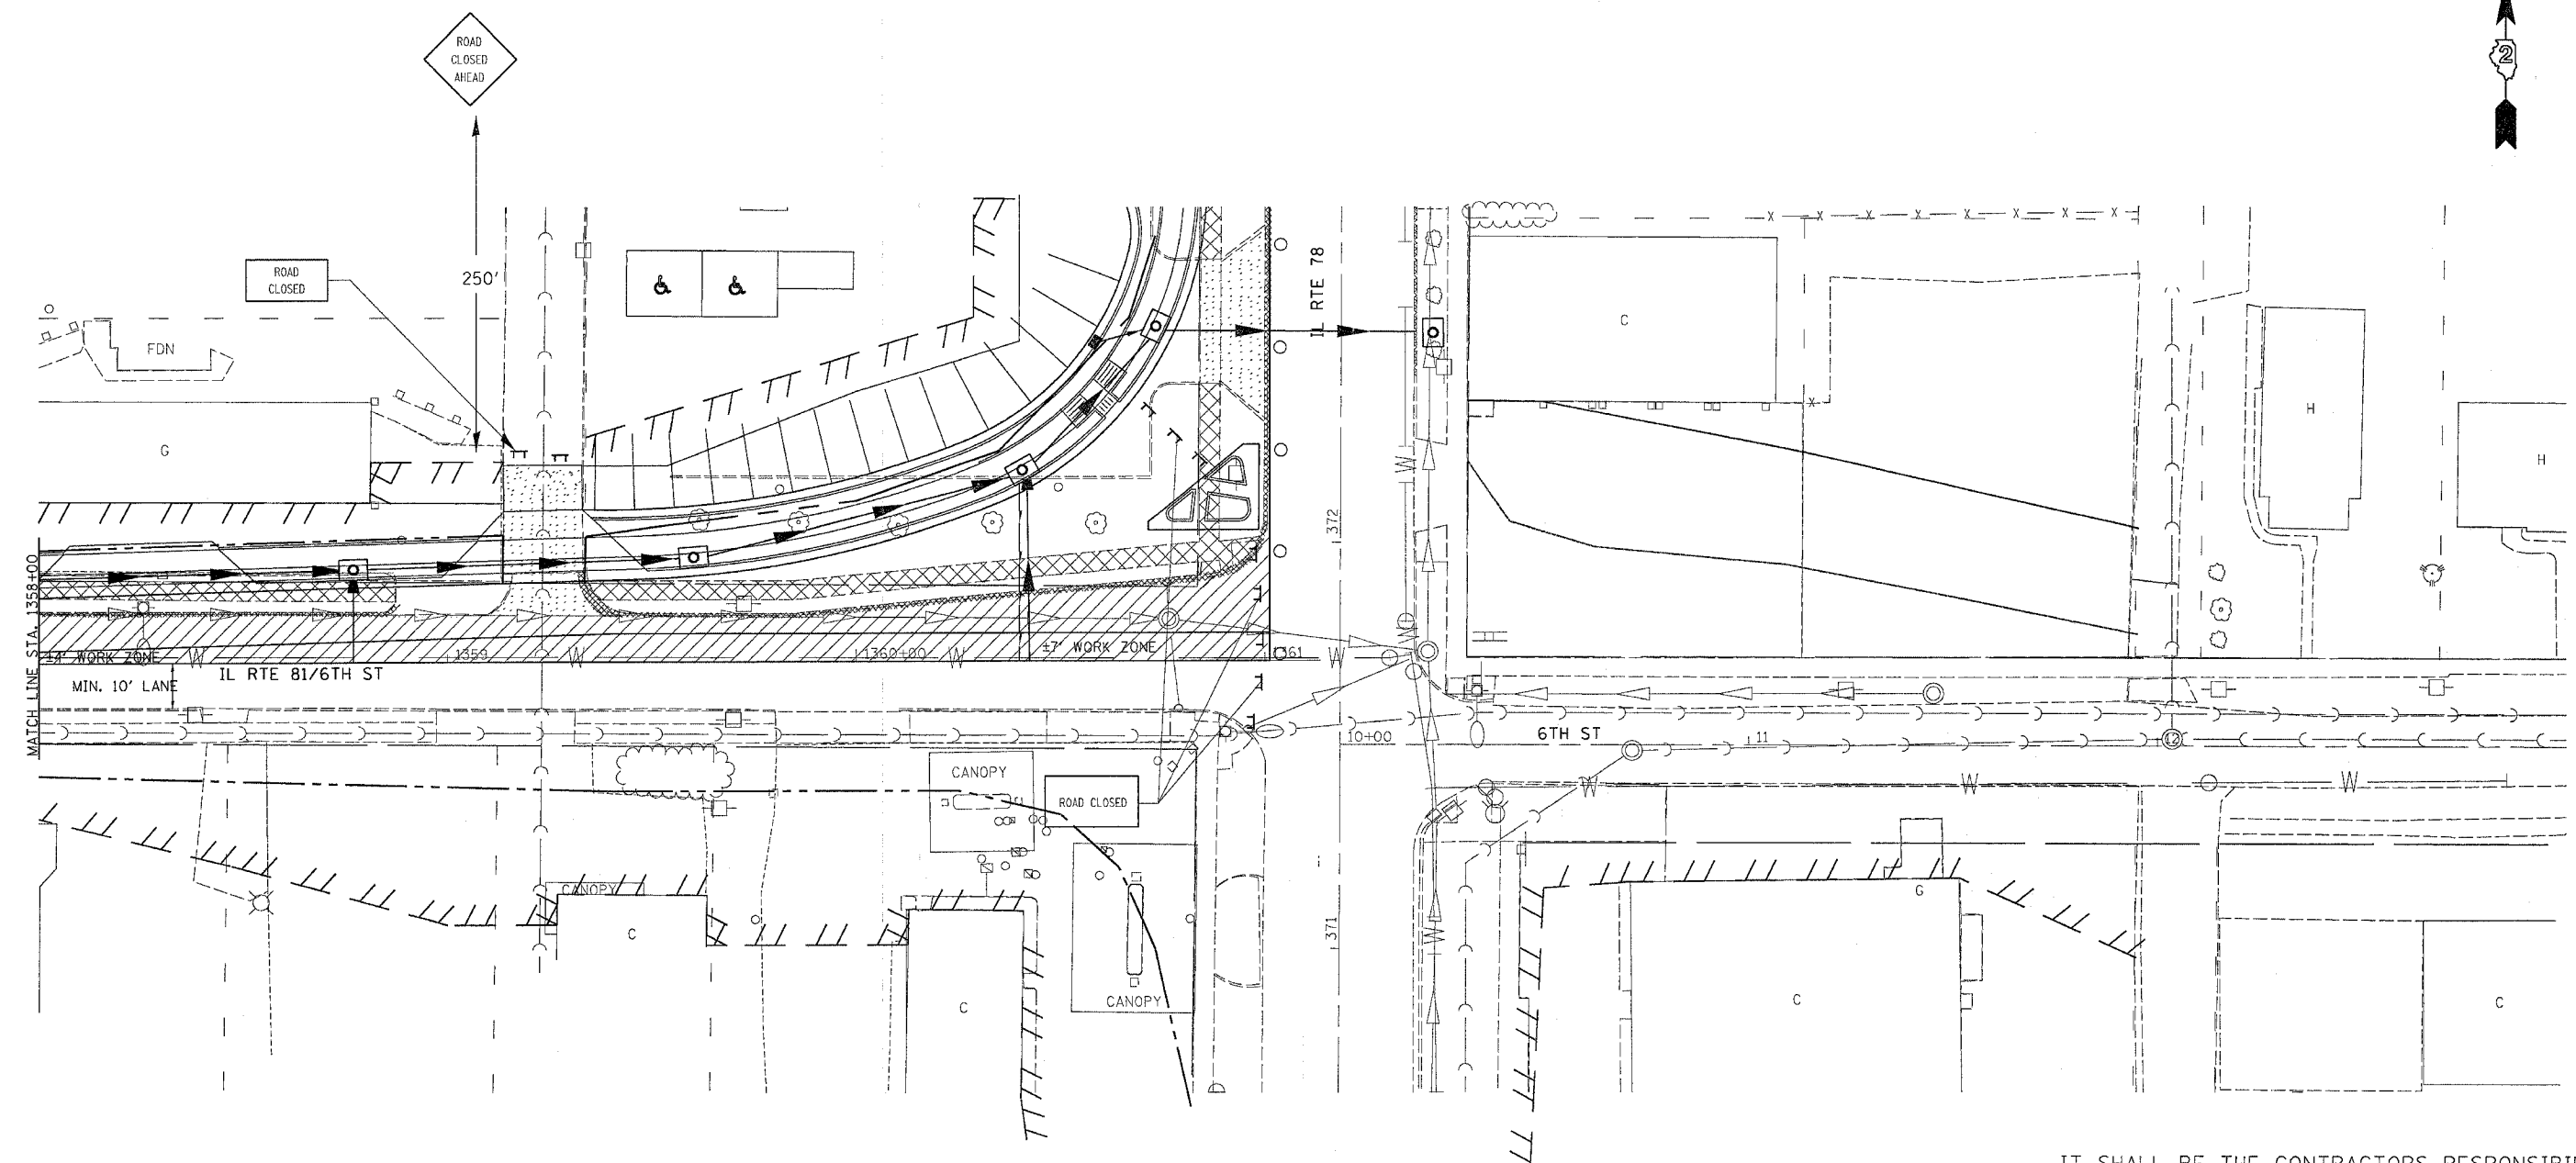 ROAD
CLOSED
AHEAD
2
250'
ROAD
CLOSED
IL RTE 78
FDN
G
C
H
H
372
MATCH LINE STA. 1358+00
±4' WORK ZONE
W
1359
W
1360+00
W
±7' WORK ZONE
1361
W
W
W
IL RTE 81/6TH ST
MIN. 10' LANE
10+00
6TH ST
11
12
CANOPY
ROAD CLOSED
W
W
W
CANOPY
C
C
CANOPY
371
W
G
C
C
X X X X X X X X
X
IT SHALL BE THE CONTRACTORS